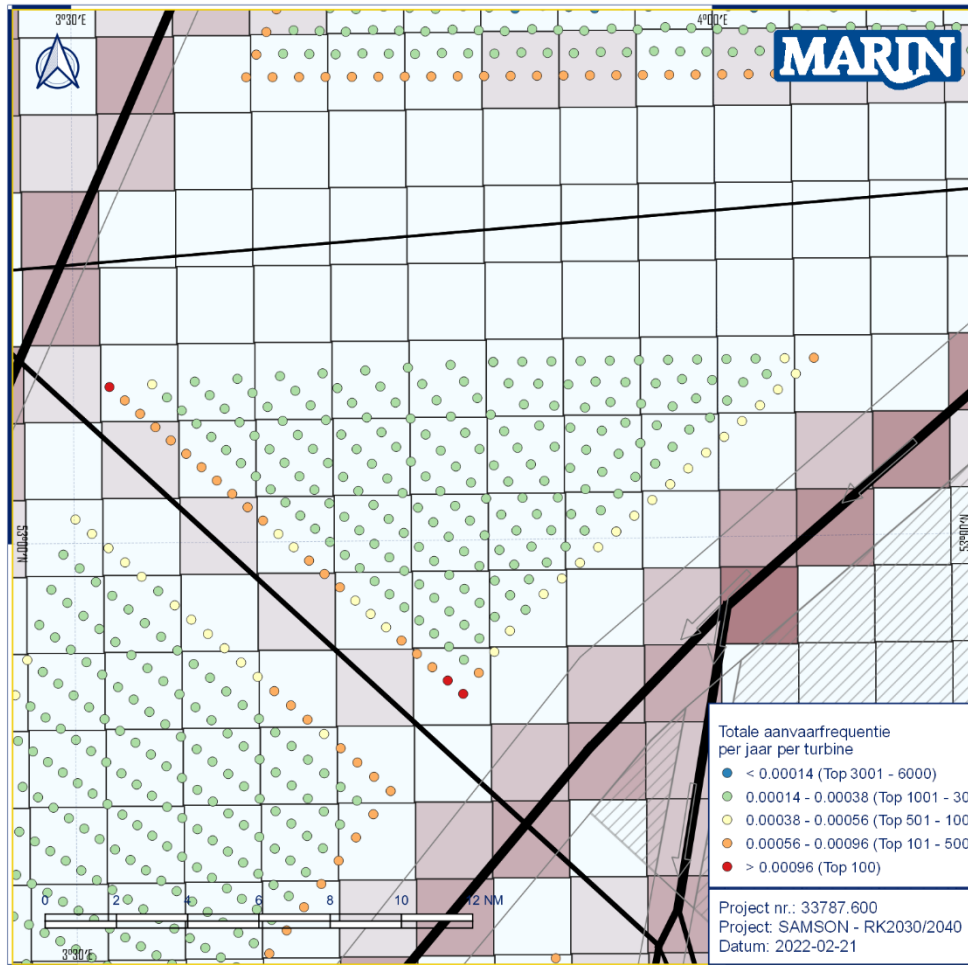 3°30'E 4°00'E
MARIN
53°00'N
Totale aanvaarfrequentie
per jaar per turbine
< 0.00014 (Top 3001 - 6000)
0.00014 - 0.00038 (Top 1001 - 30
0.00038 - 0.00056 (Top 501 - 100
0.00056 - 0.00096 (Top 101 - 500
> 0.00096 (Top 100)
0 2 4 6 8 10 12 NM
Project nr.: 33787.600
Project: SAMSON - RK2030/2040
Datum: 2022-02-21
3°30'E